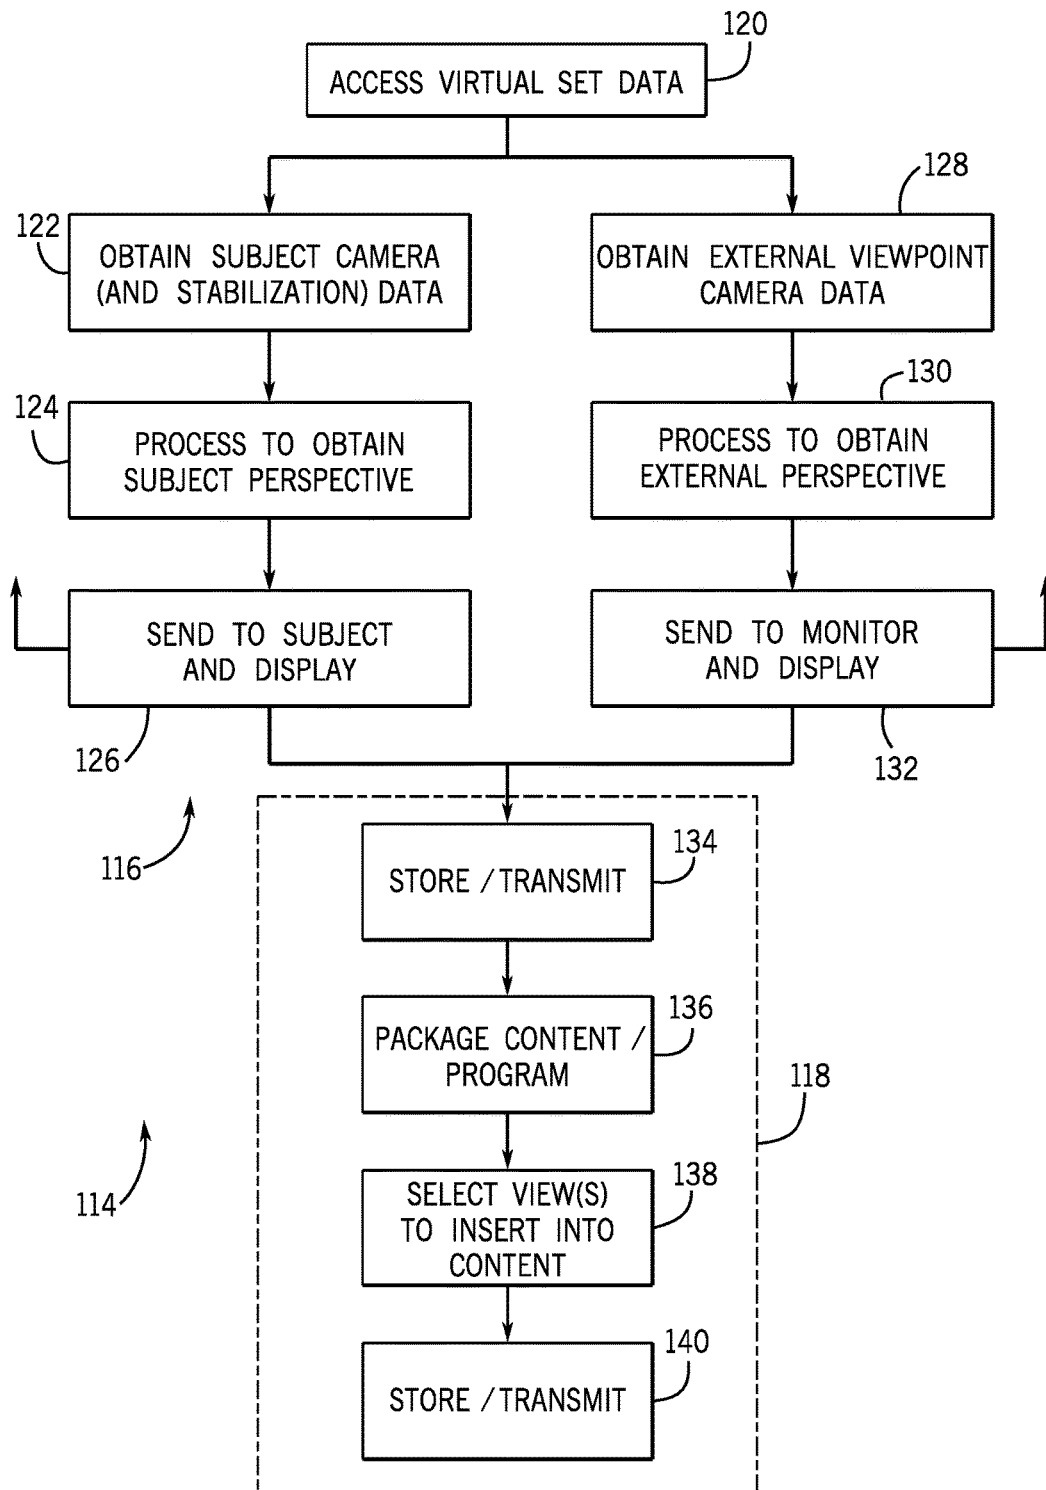 120
ACCESS VIRTUAL SET DATA
122
OBTAIN SUBJECT CAMERA
(AND STABILIZATION) DATA
128
OBTAIN EXTERNAL VIEWPOINT
CAMERA DATA
124
PROCESS TO OBTAIN
SUBJECT PERSPECTIVE
130
PROCESS TO OBTAIN
EXTERNAL PERSPECTIVE
SEND TO SUBJECT
AND DISPLAY
126
SEND TO MONITOR
AND DISPLAY
132
116
134
STORE / TRANSMIT
136
PACKAGE CONTENT /
PROGRAM
118
114
138
SELECT VIEW(S)
TO INSERT INTO
CONTENT
140
STORE / TRANSMIT